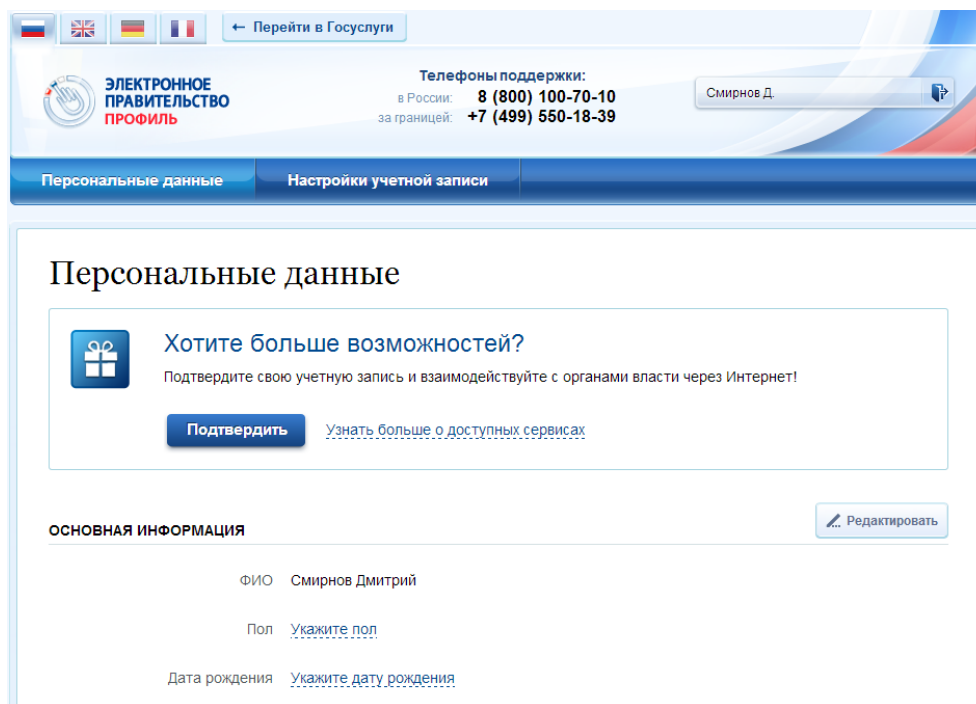 ← Перейти в Госуслуги
ЭЛЕКТРОННОЕ
ПРАВИТЕЛЬСТВО
ПРОФИЛЬ
Телефоны поддержки:
в России: 8 (800) 100-70-10
за границей: +7 (499) 550-18-39
Смирнов Д.
Персональные данные
Настройки учетной записи
Персональные данные
Хотите больше возможностей?
Подтвердите свою учетную запись и взаимодействуйте с органами власти через Интернет!
Подтвердить
Узнать больше о доступных сервисах
ОСНОВНАЯ ИНФОРМАЦИЯ
Редактировать
ФИО Смирнов Дмитрий
Пол Укажите пол
Дата рождения Укажите дату рождения